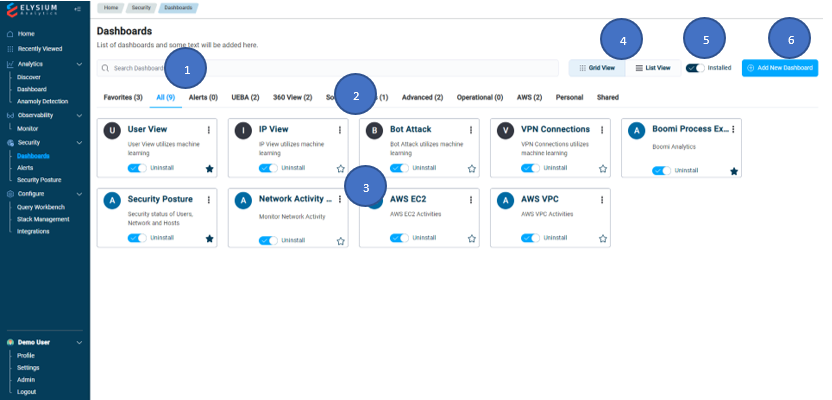 ELYSIUM
Analytics
Home
Recently Viewed
Analytics
Discover
Dashboard
Anamoly Detection
Observability
Monitor
Security
Dashboards
Alerts
Security Posture
Configure
Query Workbench
Stack Management
Integrations
Demo User
Profile
Settings
Admin
Logout
Home Security Dashboards
Dashboards
List of dashboards and some text will be added here.
Search Dashboard
1
4
5
6
Grid View List View Installed Add New Dashboard
Favorites (3) All (9) Alerts (0) UEBA (2) 360 View (2) 2 (1) Advanced (2) Operational (0) AWS (2) Personal Shared
U User View
User View utilizes machine
learning
Uninstall
I IP View
IP View utilizes machine
learning
Uninstall
B Bot Attack
Bot Attack utilizes machine
learning
Uninstall
V VPN Connections
VPN Connections utilizes
machine learning
Uninstall
A Boomi Process Ex...
Boomi Analytics
Uninstall
A Security Posture
Security status of Users,
Network and Hosts
Uninstall
A Network Activity ...
Monitor Network Activity
Uninstall
3
A AWS EC2
AWS EC2 Activities
Uninstall
A AWS VPC
AWS VPC Activities
Uninstall